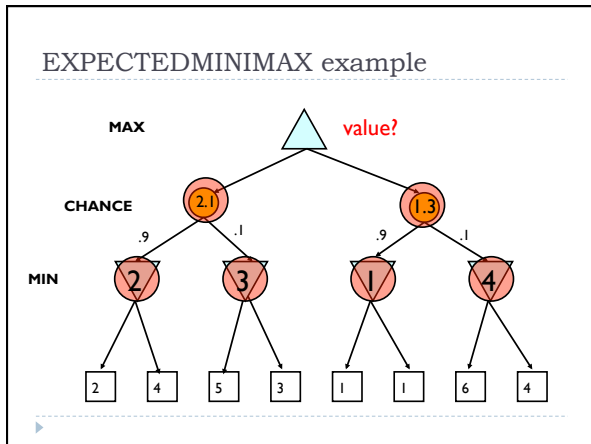 EXPECTEDMINIMAX example
MAX value?
CHANCE 2.1 1.3
.9 .1 .9 .1
MIN 2 3 1 4
2 4 5 3 1 1 6 4